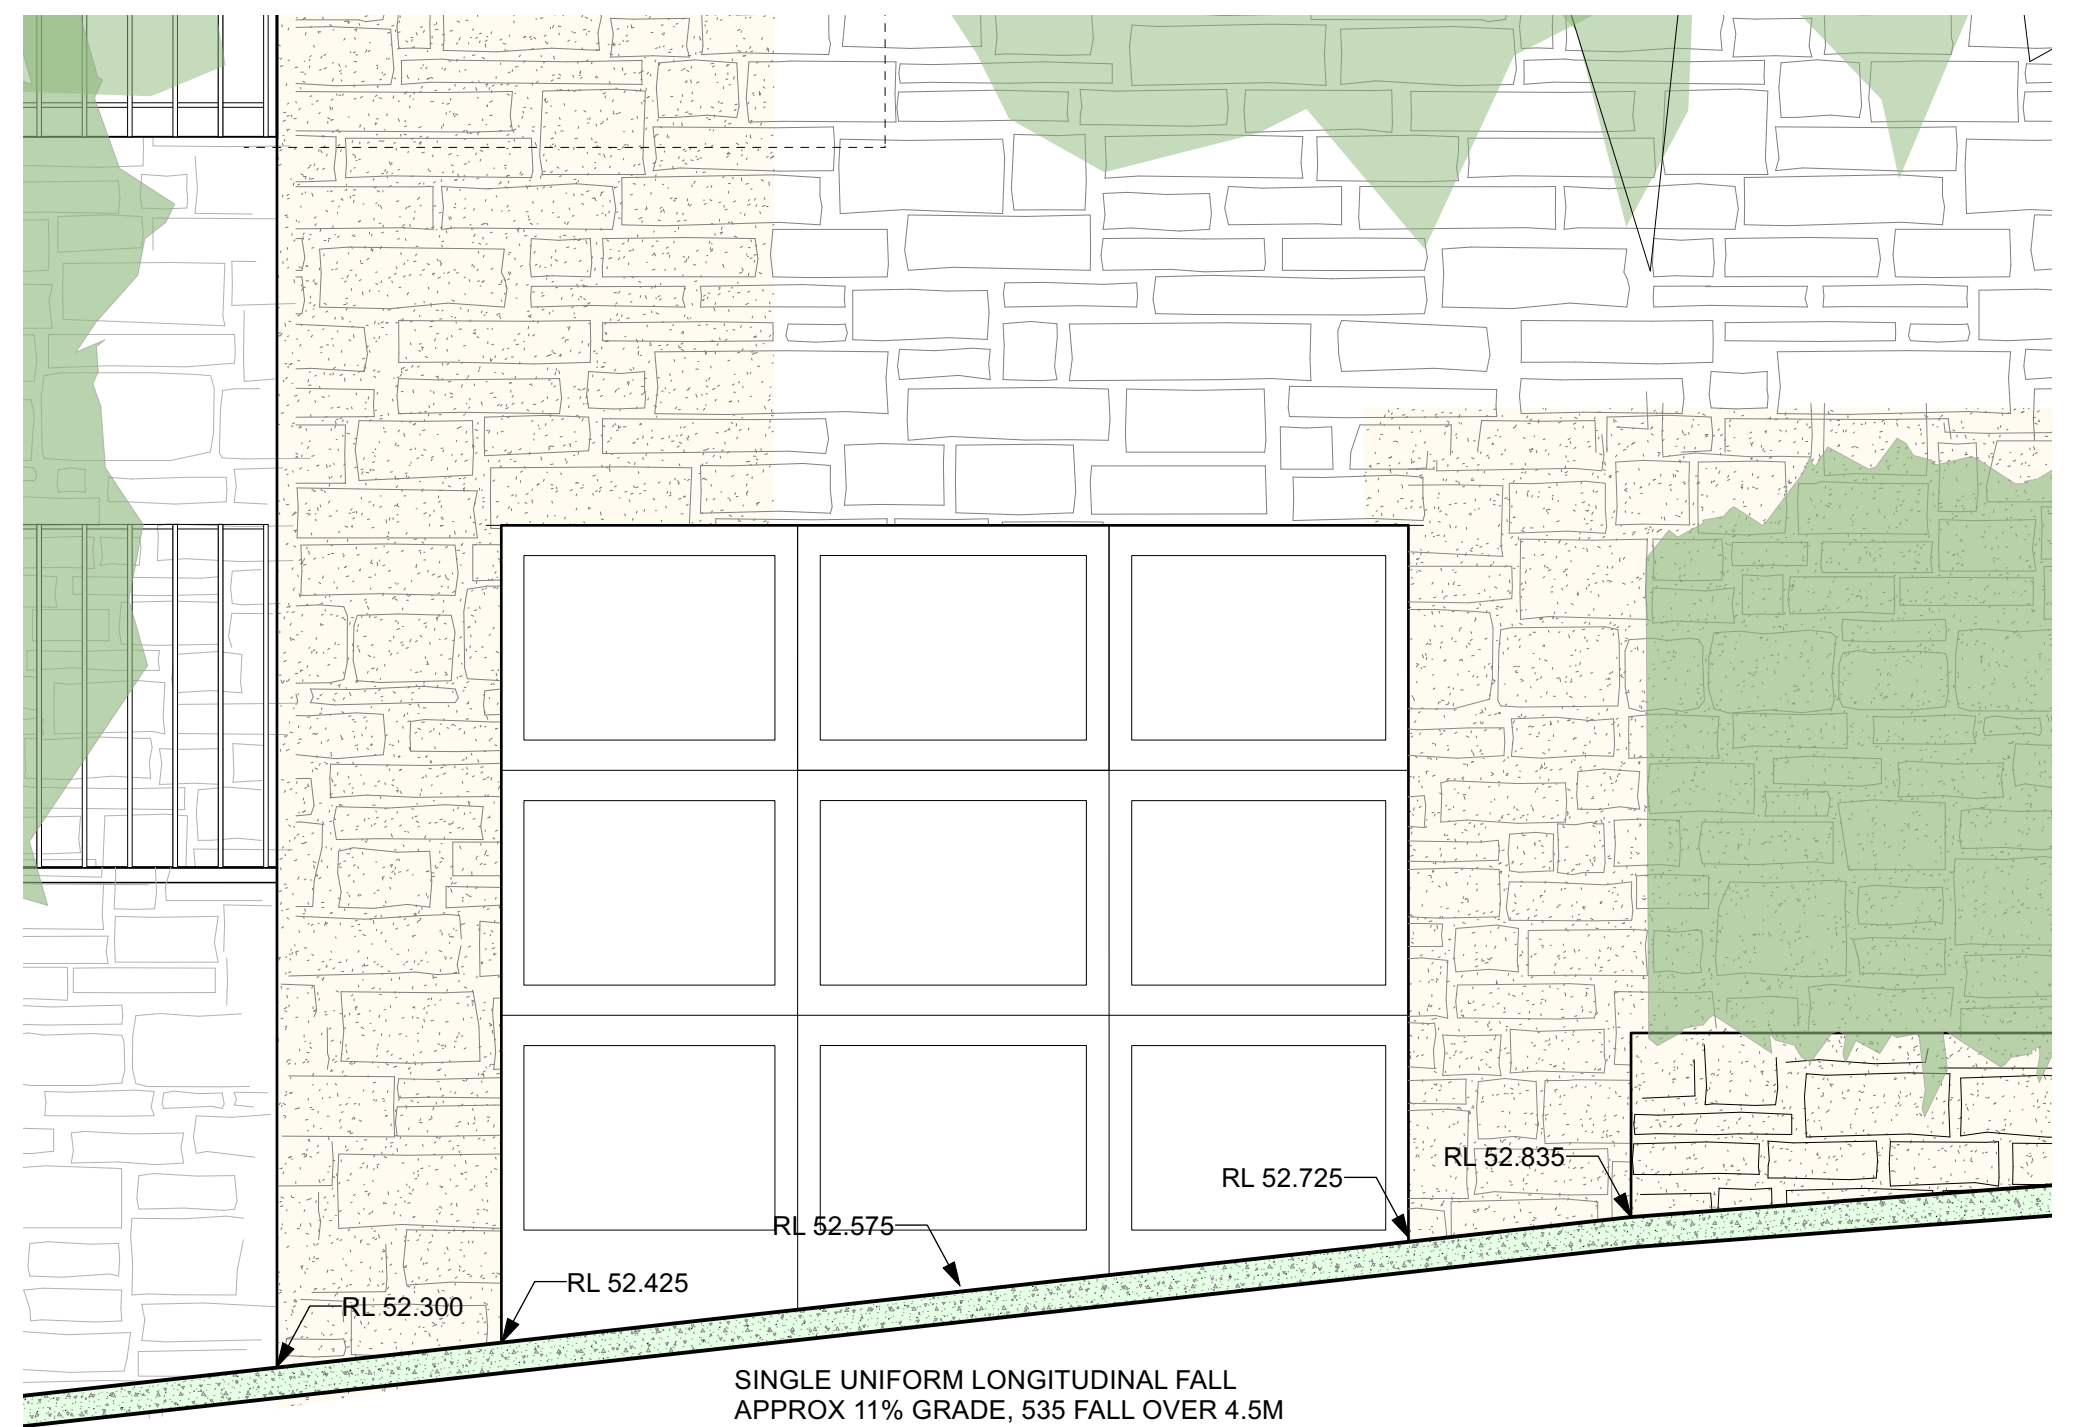 RL 52.835
RL 52.725
RL 52.575
RL 52.425
RL 52.300
SINGLE UNIFORM LONGITUDINAL FALL
APPROX 11% GRADE, 535 FALL OVER 4.5M